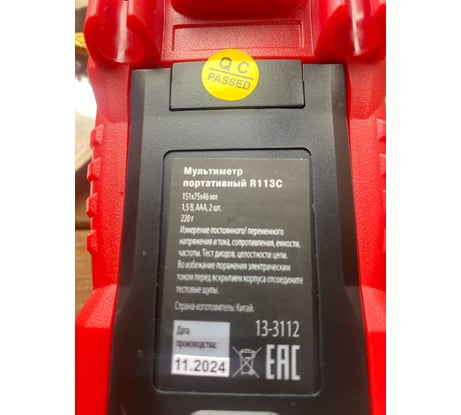 QC
PASSED
Мультиметр
портативный R113C
151х75х46 мм
1,5 В, ААА, 2 шт.
220 г
Измерение постоянного/ переменного
напряжения и тока, сопротивления, емкости,
частоты. Тест диодов, целостности цепи.
Во избежание поражения электрическим
током перед вскрытием корпуса отсоедините
тестовые щупы.
Страна-изготовитель: Китай.
Дата
производства:
11.2024
13-3112
EAC